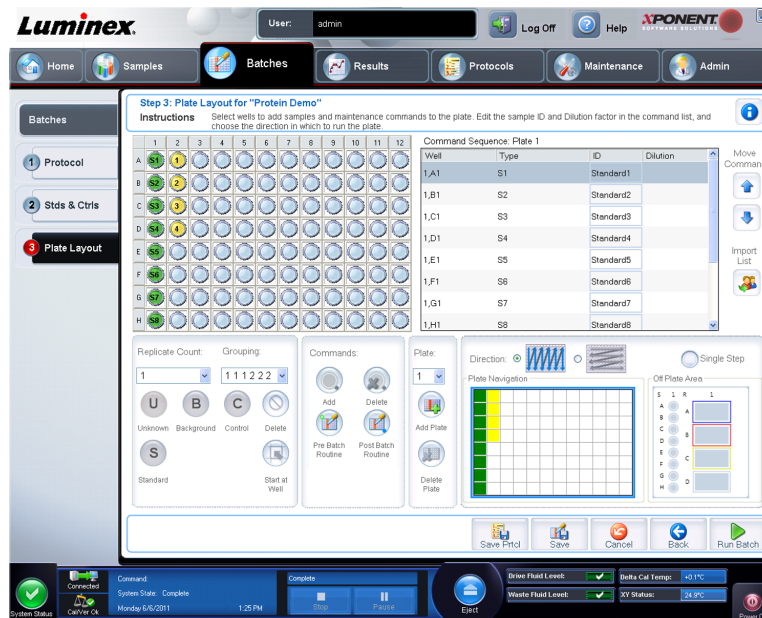 Luminex.
User: admin
Log Off
Help
XPONENT.
SOFTWARE SOLUTIONS
Home
Samples
Batches
Results
Protocols
Maintenance
Admin
Batches
1 Protocol
2 Stds & Ctrls
3 Plate Layout
Step 3: Plate Layout for "Protein Demo"
Instructions Select wells to add samples and maintenance commands to the plate. Edit the sample ID and Dilution factor in the command list, and
choose the direction in which to run the plate.
1 2 3 4 5 6 7 8 9 10 11 12
A S1 1
B S2 2
C S3 3
D S4 4
E S5
F S6
G S7
H S8
Command Sequence: Plate 1
Well Type ID Dilution
1,A1 S1 Standard1
1,B1 S2 Standard2
1,C1 S3 Standard3
1,D1 S4 Standard4
1,E1 S5 Standard5
1,F1 S6 Standard6
1,G1 S7 Standard7
1,H1 S8 Standard8
Move
Comman
Import
List
Replicate Count: Grouping:
1 1 1 1 2 2 2
U B C
Unknown Background Control Delete
S
Standard Start at
Well
Commands:
Add Delete
Pre Batch
Routine
Post Batch
Routine
Plate:
1
Add Plate
Delete
Plate
Direction:
Single Step
Plate Navigation
Off Plate Area
S 1 R 1
A
B
C
D
E
F
G
H
A
B
C
D
Save Prtcl
Save
Cancel
Back
Run Batch
System Status
Connected
Cal/Ver Ok
Command:
System State: Complete
Monday 6/6/2011 1:25 PM
Complete
Stop
Pause
Eject
Drive Fluid Level:
Waste Fluid Level:
Delta Cal Temp: +0.1°C
XY Status: 24.9°C
Power O